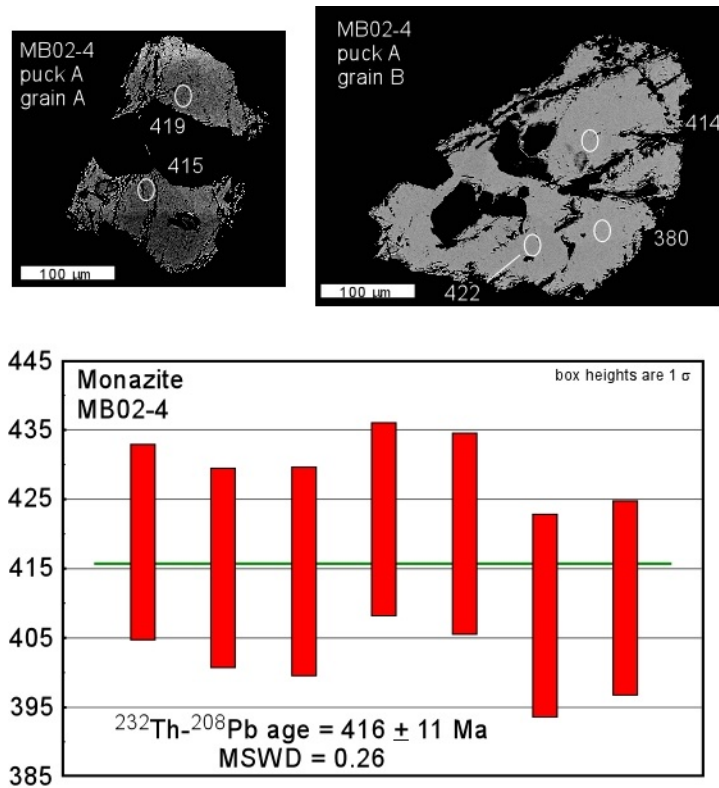 MB02-4
puck A
grain A
419
415
100 µm
MB02-4
puck A
grain B
414
380
422
100 µm
445
435
425
415
405
395
385
Monazite
MB02-4
box heights are 1 σ
²³²Th-²⁰⁸Pb age = 416 ± 11 Ma
MSWD = 0.26